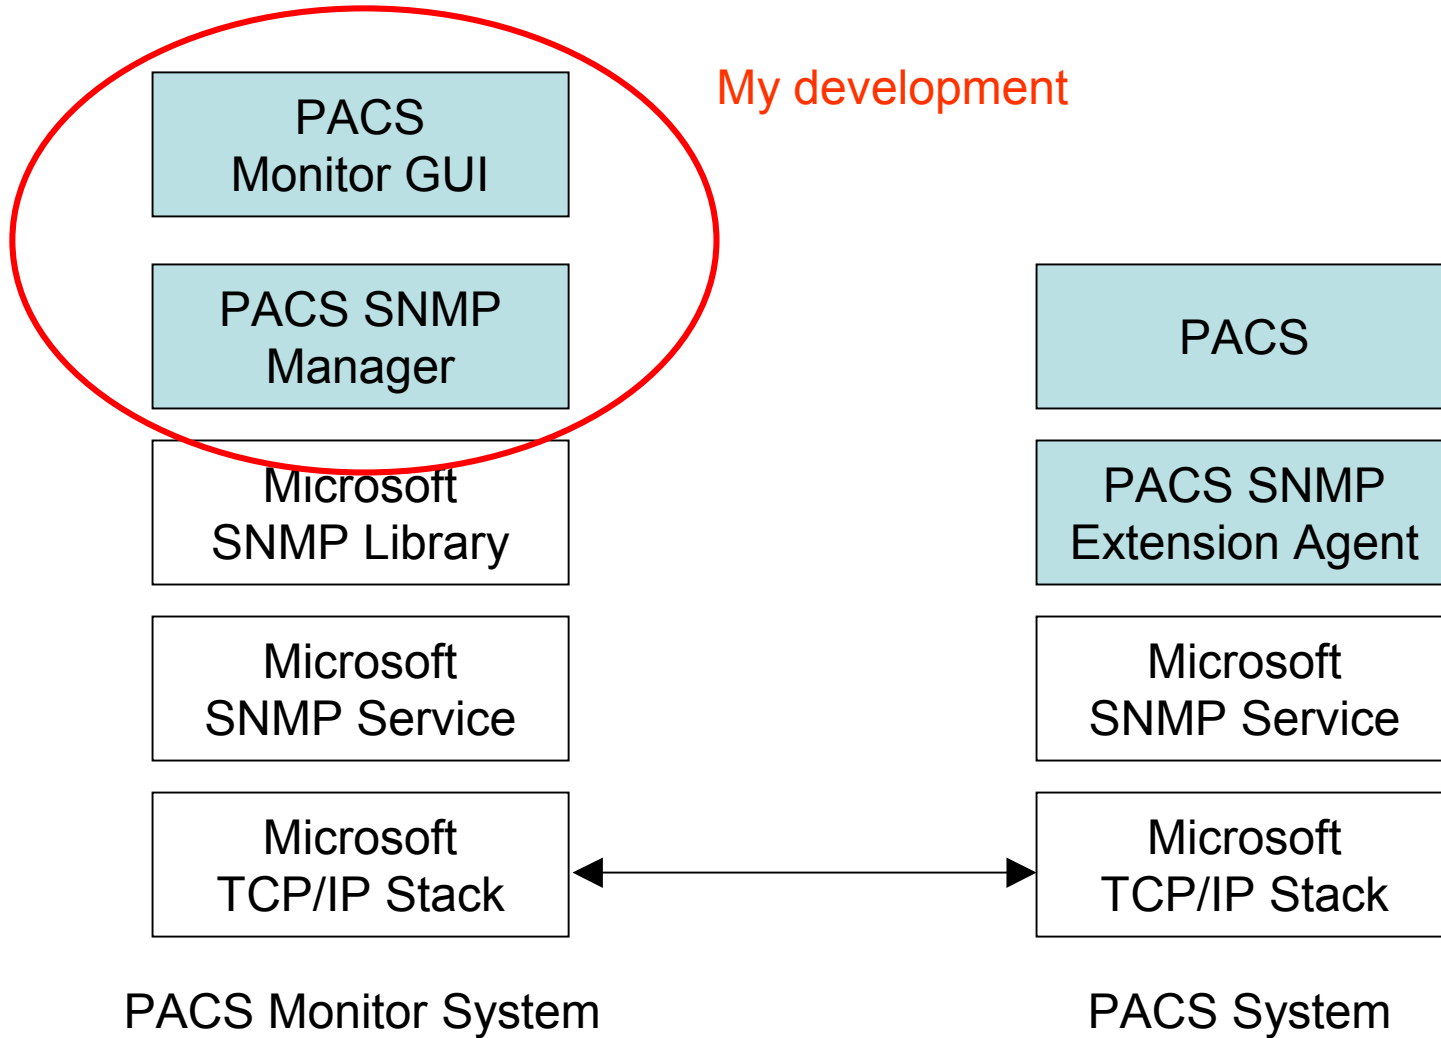 My development
PACS
Monitor GUI
PACS SNMP
Manager
Microsoft
SNMP Library
Microsoft
SNMP Service
Microsoft
TCP/IP Stack
PACS Monitor System
PACS
PACS SNMP
Extension Agent
Microsoft
SNMP Service
Microsoft
TCP/IP Stack
PACS System